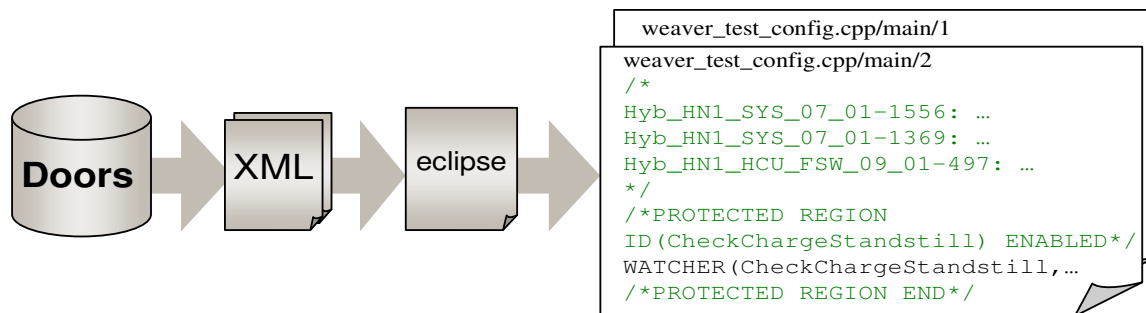 Doors
XML
eclipse
weaver_test_config.cpp/main/1
weaver_test_config.cpp/main/2
/*
Hyb_HN1_SYS_07_01-1556: …
Hyb_HN1_SYS_07_01-1369: …
Hyb_HN1_HCU_FSW_09_01-497: …
*/
/*PROTECTED REGION
ID(CheckChargeStandstill) ENABLED*/
WATCHER(CheckChargeStandstill,…
/*PROTECTED REGION END*/